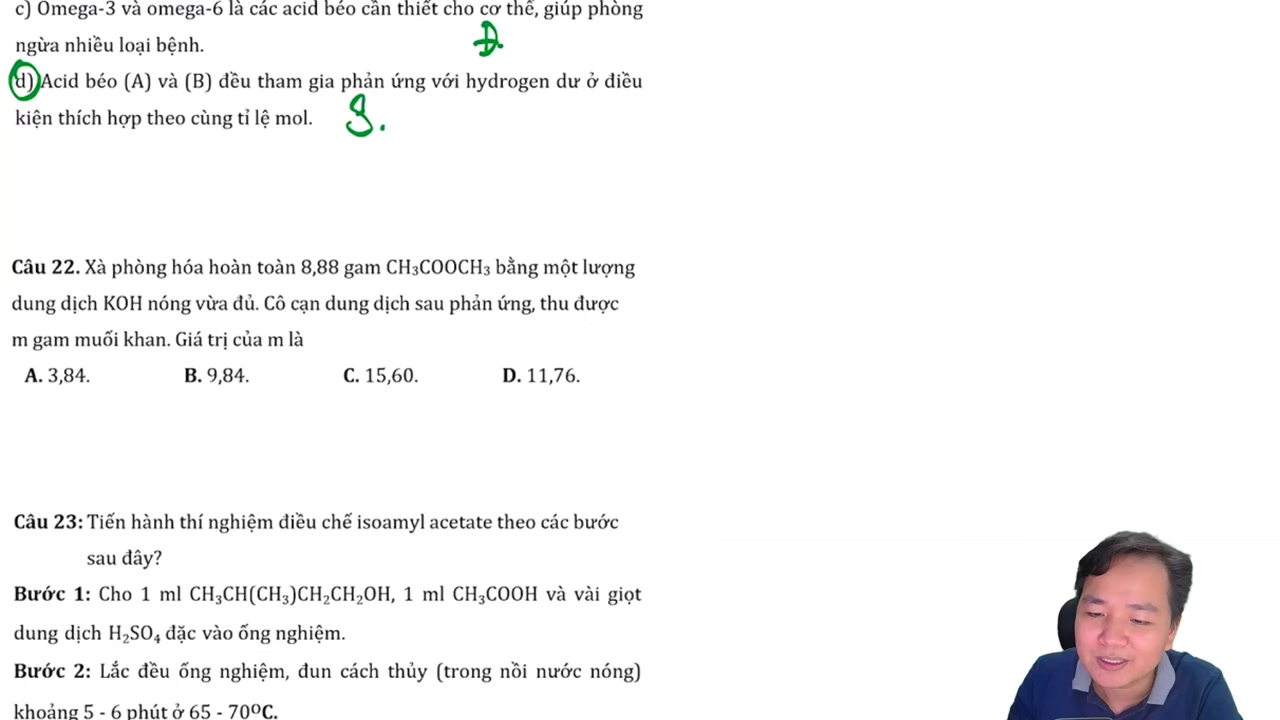 c) Omega-3 và omega-6 là các acid béo cần thiết cho cơ thể, giúp phòng
ngừa nhiều loại bệnh. Đ.
d) Acid béo (A) và (B) đều tham gia phản ứng với hydrogen dư ở điều
kiện thích hợp theo cùng tỉ lệ mol. S.
Câu 22. Xà phòng hóa hoàn toàn 8,88 gam CH₃COOCH₃ bằng một lượng
dung dịch KOH nóng vừa đủ. Cô cạn dung dịch sau phản ứng, thu được
m gam muối khan. Giá trị của m là
A. 3,84. B. 9,84. C. 15,60. D. 11,76.
Câu 23: Tiến hành thí nghiệm điều chế isoamyl acetate theo các bước
sau đây?
Bước 1: Cho 1 ml CH₃CH(CH₃)CH₂CH₂OH, 1 ml CH₃COOH và vài giọt
dung dịch H₂SO₄ đặc vào ống nghiệm.
Bước 2: Lắc đều ống nghiệm, đun cách thủy (trong nồi nước nóng)
khoảng 5 - 6 phút ở 65 - 70⁰C.